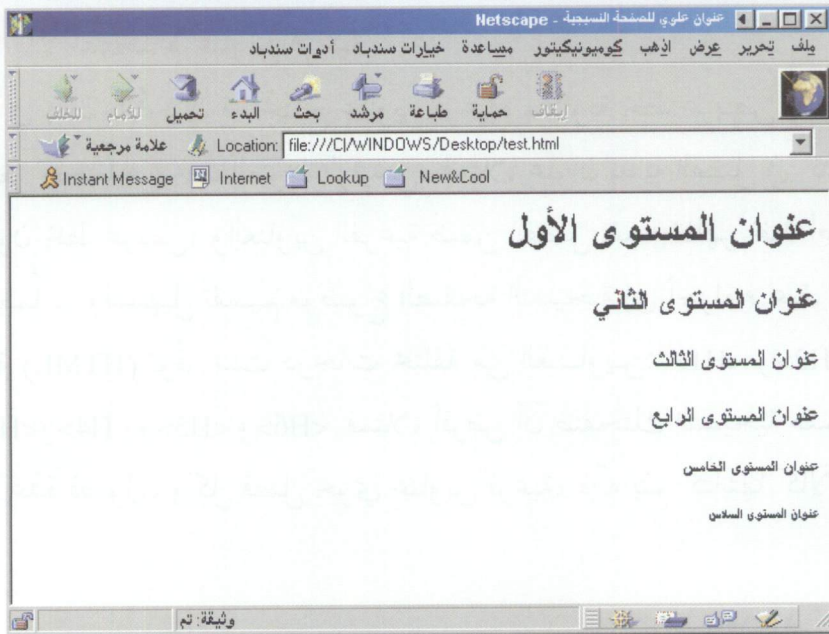 عنوان علوي للصفحة النسيجية - Netscape
ملف تحرير عرض اذهب كوميونيكيتور مساعدة خيارات سندباد أدوات سندباد
للخلف للأمام تحميل البدء بحث مرشد طباعة حماية إيقاف
علامة مرجعية Location: file:///C|/WINDOWS/Desktop/test.html
Instant Message Internet Lookup New&Cool
عنوان المستوى الأول
عنوان المستوى الثاني
عنوان المستوى الثالث
عنوان المستوى الرابع
عنوان المستوى الخامس
عنوان المستوى السادس
وثيقة: تم